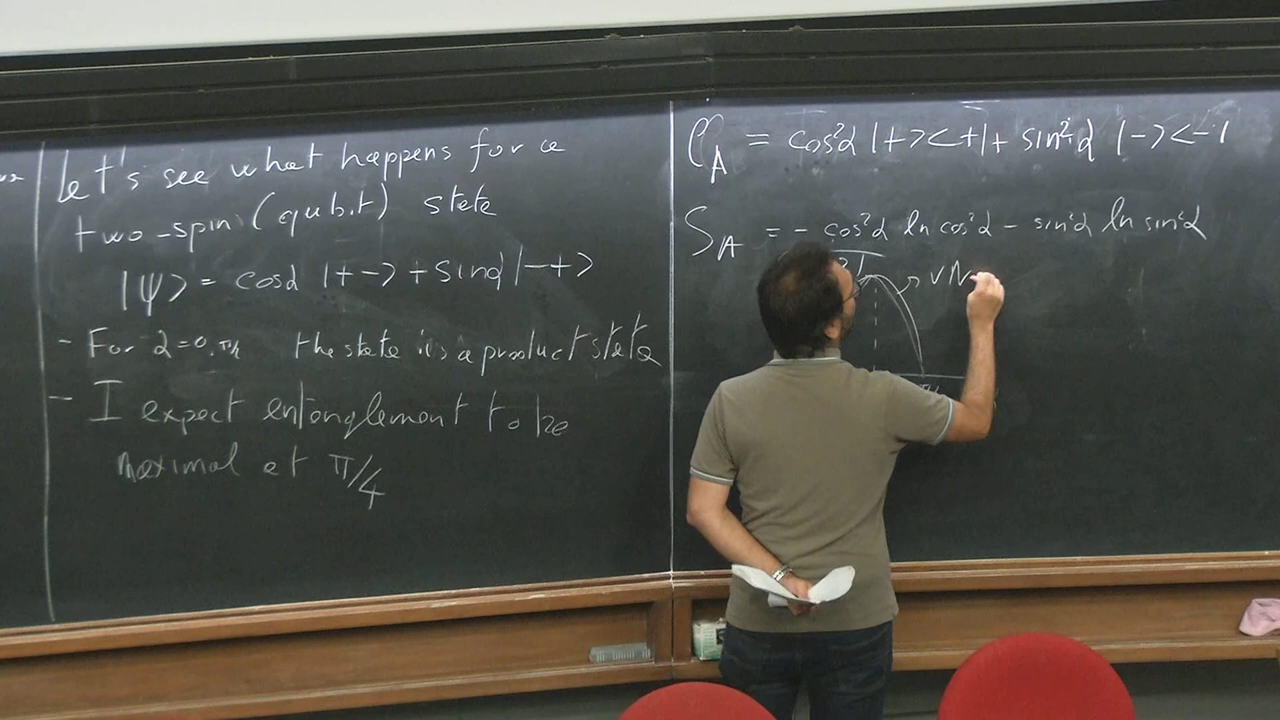 Let's see what happens for a
two-spin (qubit) state
|ψ> = cosα |+-> + sinα |-+>
- For α=0, π/2 the state is a product state
- I expect entanglement to be
maximal at π/4
ρ_A = cos²α |+><+| + sin²α |-><-|
S_A = - cos²α ln cos²α - sin²α ln sin²α
VN